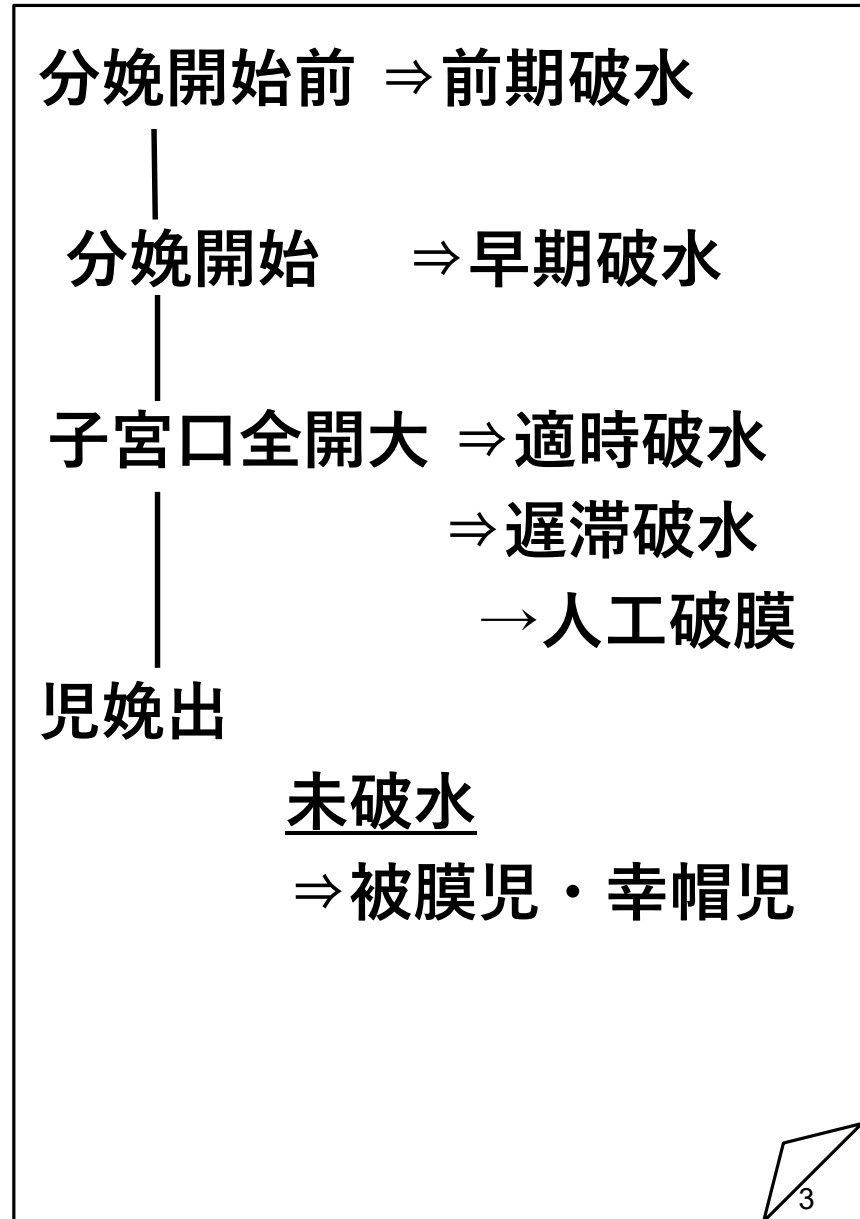 分娩開始前 ⇒前期破水
分娩開始 ⇒早期破水
子宮口全開大 ⇒適時破水
⇒遅滞破水
→人工破膜
児娩出
未破水
⇒被膜児・幸帽児
3